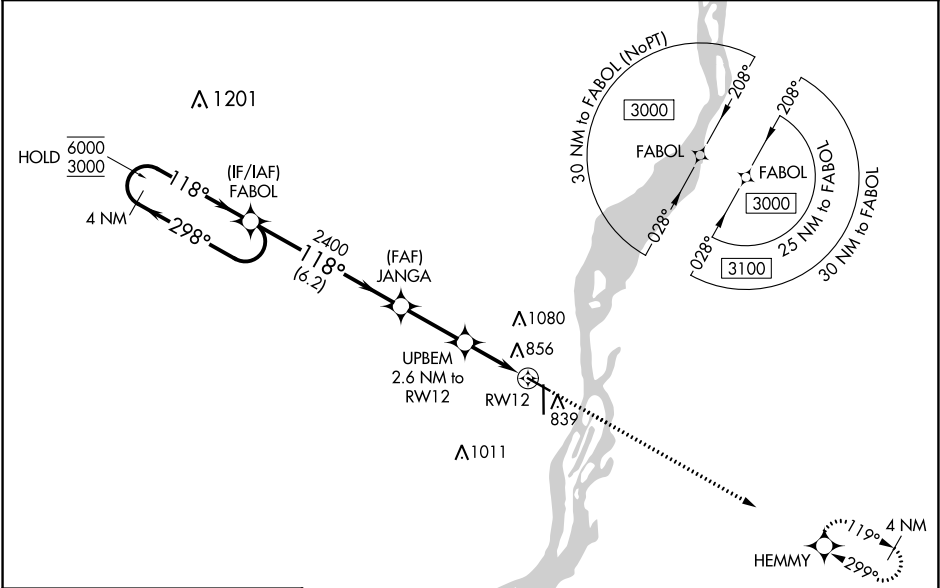 1201
HOLD 6000
3000
4 NM
118°
298°
(IF/IAF)
FABOL
2400
118°
(6.2)
(FAF)
JANGA
UPBEM
2.6 NM to
RW12
1080
856
RW12
839
1011
30 NM to FABOL (NoPT)
3000
208°
FABOL
028°
208°
FABOL
3000
25 NM to FABOL
028°
3100
30 NM to FABOL
HEMMY
119°
4 NM
299°